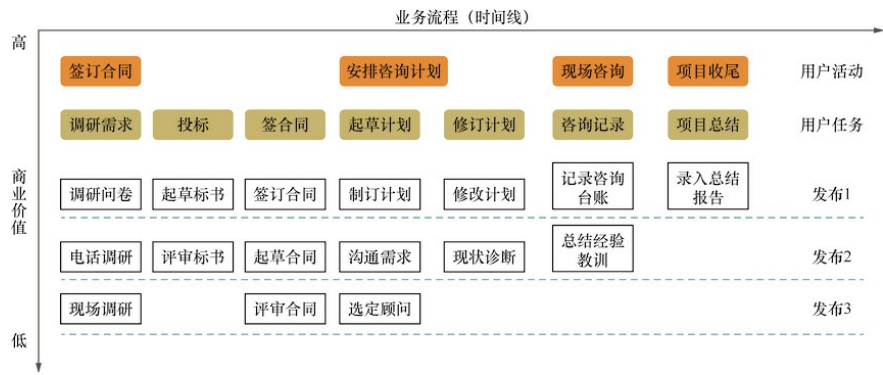 业务流程（时间线）
高
签订合同 安排咨询计划 现场咨询 项目收尾 用户活动
调研需求 投标 签合同 起草计划 修订计划 咨询记录 项目总结 用户任务
商业价值
调研问卷 起草标书 签订合同 制订计划 修改计划 记录咨询台账 录入总结报告 发布1
电话调研 评审标书 起草合同 沟通需求 现状诊断 总结经验教训 发布2
现场调研 评审合同 选定顾问 发布3
低